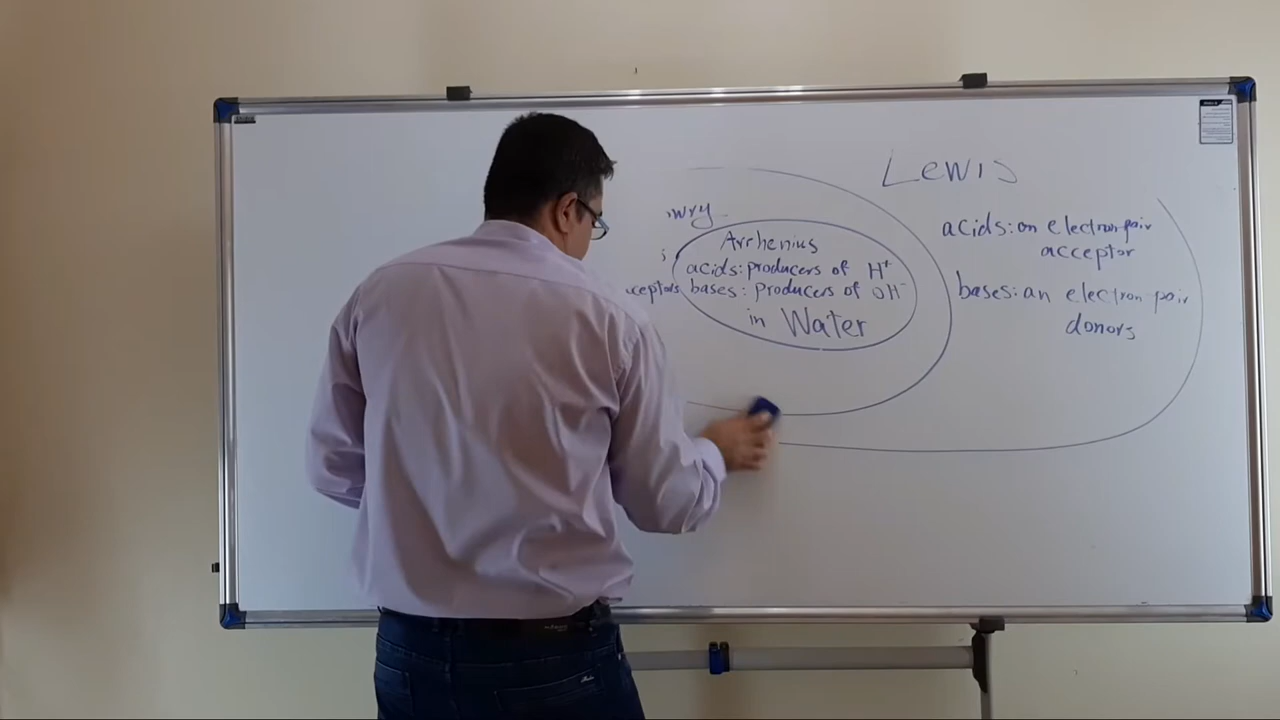 Lewis
acids: an electron pair
acceptor
bases: an electron pair
donors
Arrhenius
acids: producers of H+
bases: producers of OH-
in Water